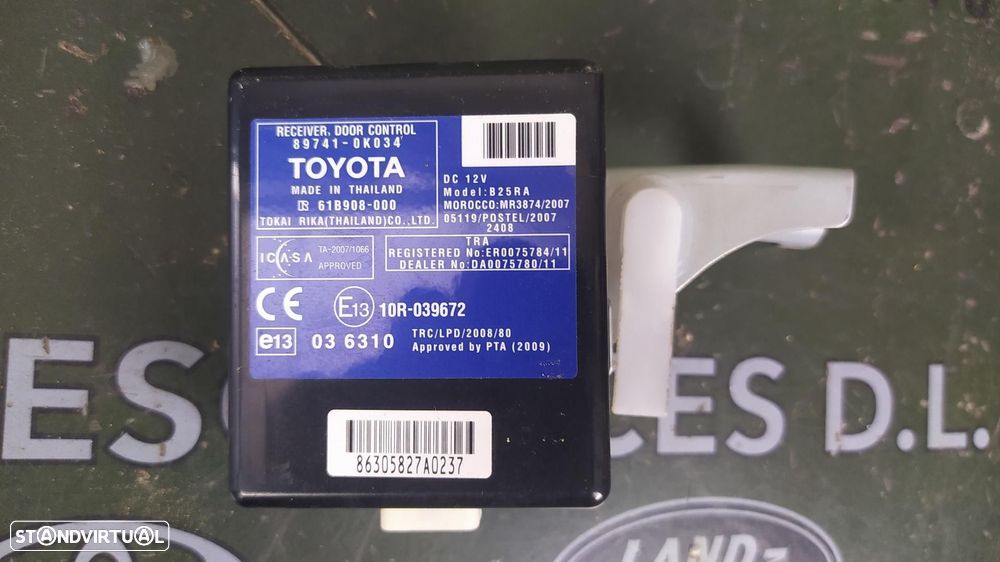 RECEIVER, DOOR CONTROL
89741-0K034
TOYOTA
MADE IN THAILAND
61B908-000
TOKAI RIKA(THAILAND)CO.,LTD.
DC 12V
Model:B25RA
MOROCCO:MR3874/2007
05119/POSTEL/2007
2408
TRA
REGISTERED No:ER0075784/11
DEALER No:DA0075780/11
ICASA
TA-2007/1066
APPROVED
CE
E13 10R-039672
e13 03 6310
TRC/LPD/2008/80
Approved by PTA (2009)
86305827A0237
ES CES D.L.
LAND
STANDVIRTUAL